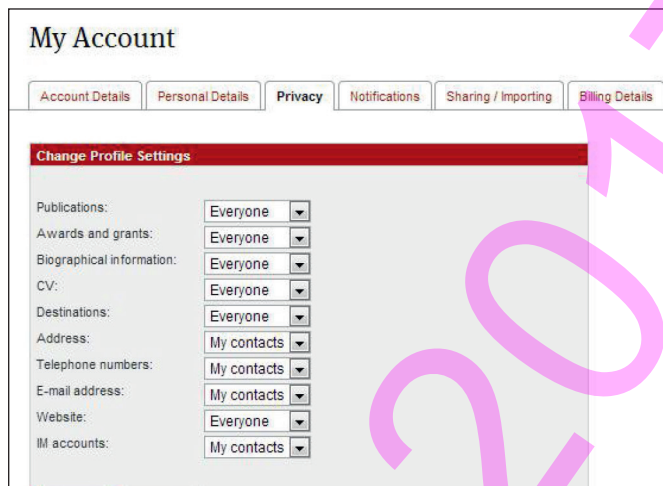 My Account
Account Details Personal Details Privacy Notifications Sharing / Importing Billing Details
Change Profile Settings
Publications: Everyone
Awards and grants: Everyone
Biographical information: Everyone
CV: Everyone
Destinations: Everyone
Address: My contacts
Telephone numbers: My contacts
E-mail address: My contacts
Website: Everyone
IM accounts: My contacts
201